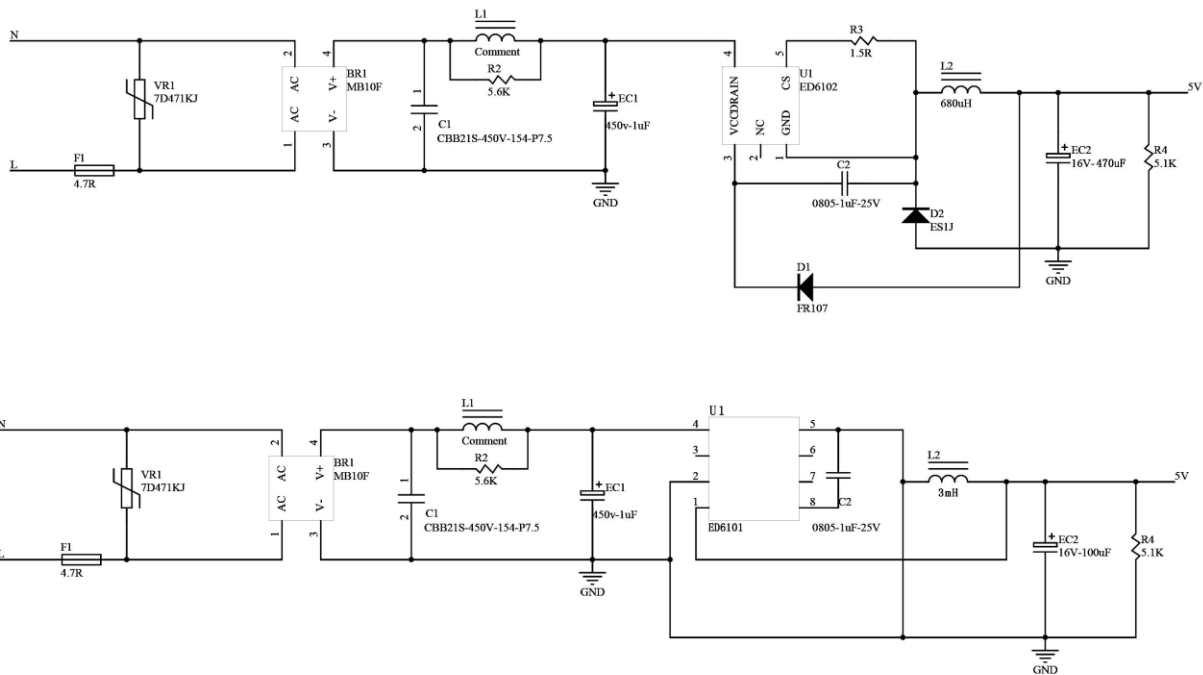 N
VR1
7D471KJ
F1
L
4.7R
2
1
AC
AC
V+
V-
BR1
MB10F
4
3
L1
Comment
R2
5.6K
1
2
C1
CBB21S-450V-154-P7.5
EC1
450v-1uF
GND
4
5
R3
1.5R
VCCDRAIN
NC
CS
GND
U1
ED6102
3
2
1
C2
0805-1uF-25V
L2
680uH
5V
EC2
16V-470uF
R4
5.1K
D2
ES1J
GND
D1
FR107
N
VR1
7D471KJ
F1
L
4.7R
2
1
AC
AC
V+
V-
BR1
MB10F
4
3
L1
Comment
R2
5.6K
1
2
C1
CBB21S-450V-154-P7.5
EC1
450v-1uF
GND
U1
4
3
2
1
5
6
7
8
ED6101
C2
0805-1uF-25V
L2
3mH
5V
EC2
16V-100uF
R4
5.1K
GND